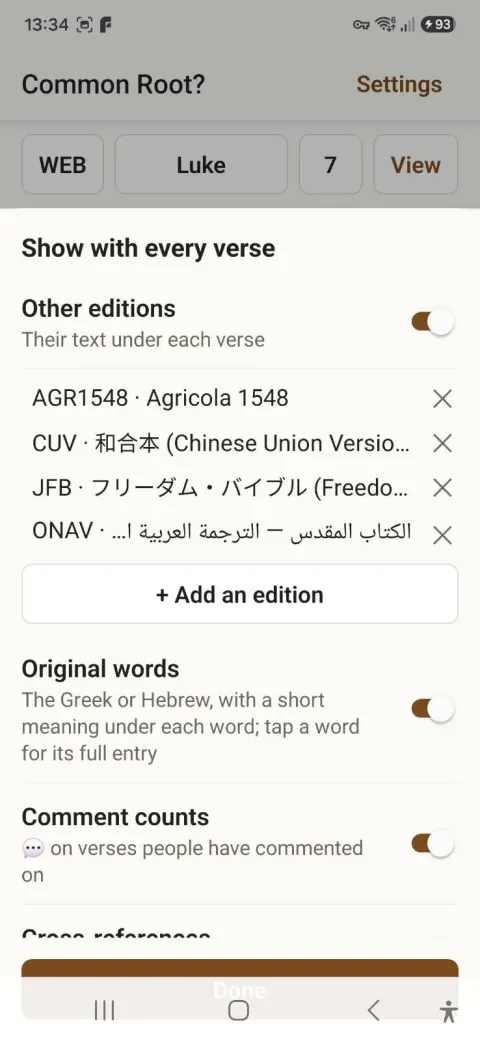 13:34
93
Common Root?
Settings
WEB
Luke
7
View
Show with every verse
Other editions
Their text under each verse
AGR1548 · Agricola 1548
CUV · 和合本 (Chinese Union Versio...
JFB · フリーダム・バイブル (Freedo...
ONAV · الكتاب المقدس — الترجمة العربية ا...
+ Add an edition
Original words
The Greek or Hebrew, with a short
meaning under each word; tap a word
for its full entry
Comment counts
💬 on verses people have commented
on
Cross-references
Done